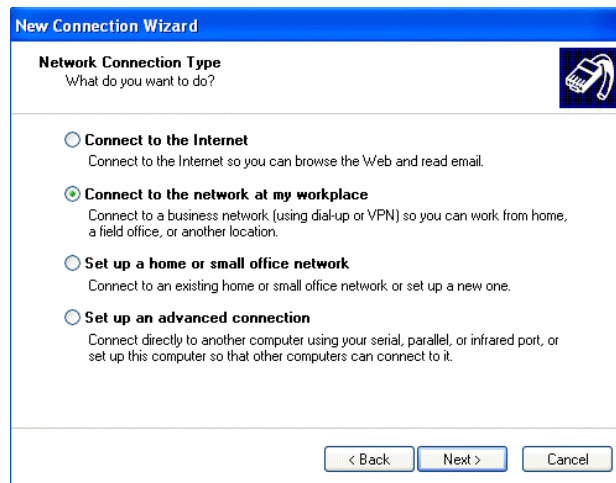 New Connection Wizard
Network Connection Type
What do you want to do?
Connect to the Internet
Connect to the Internet so you can browse the Web and read email.
Connect to the network at my workplace
Connect to a business network (using dial-up or VPN) so you can work from home,
a field office, or another location.
Set up a home or small office network
Connect to an existing home or small office network or set up a new one.
Set up an advanced connection
Connect directly to another computer using your serial, parallel, or infrared port, or
set up this computer so that other computers can connect to it.
< Back Next > Cancel